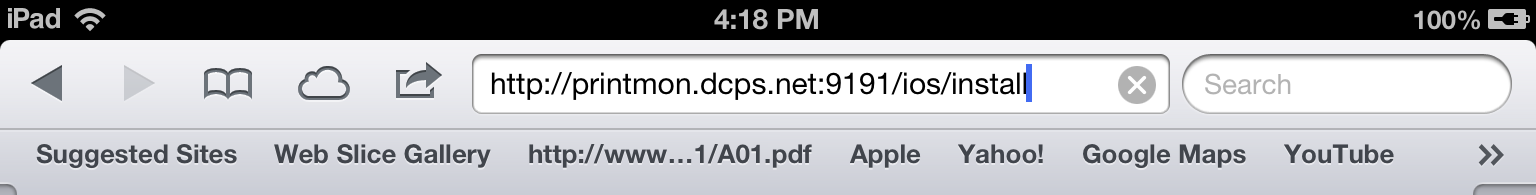 iPad 4:18 PM 100%
http://printmon.dcps.net:9191/ios/install Search
Suggested Sites Web Slice Gallery http://www...1/A01.pdf Apple Yahoo! Google Maps YouTube »